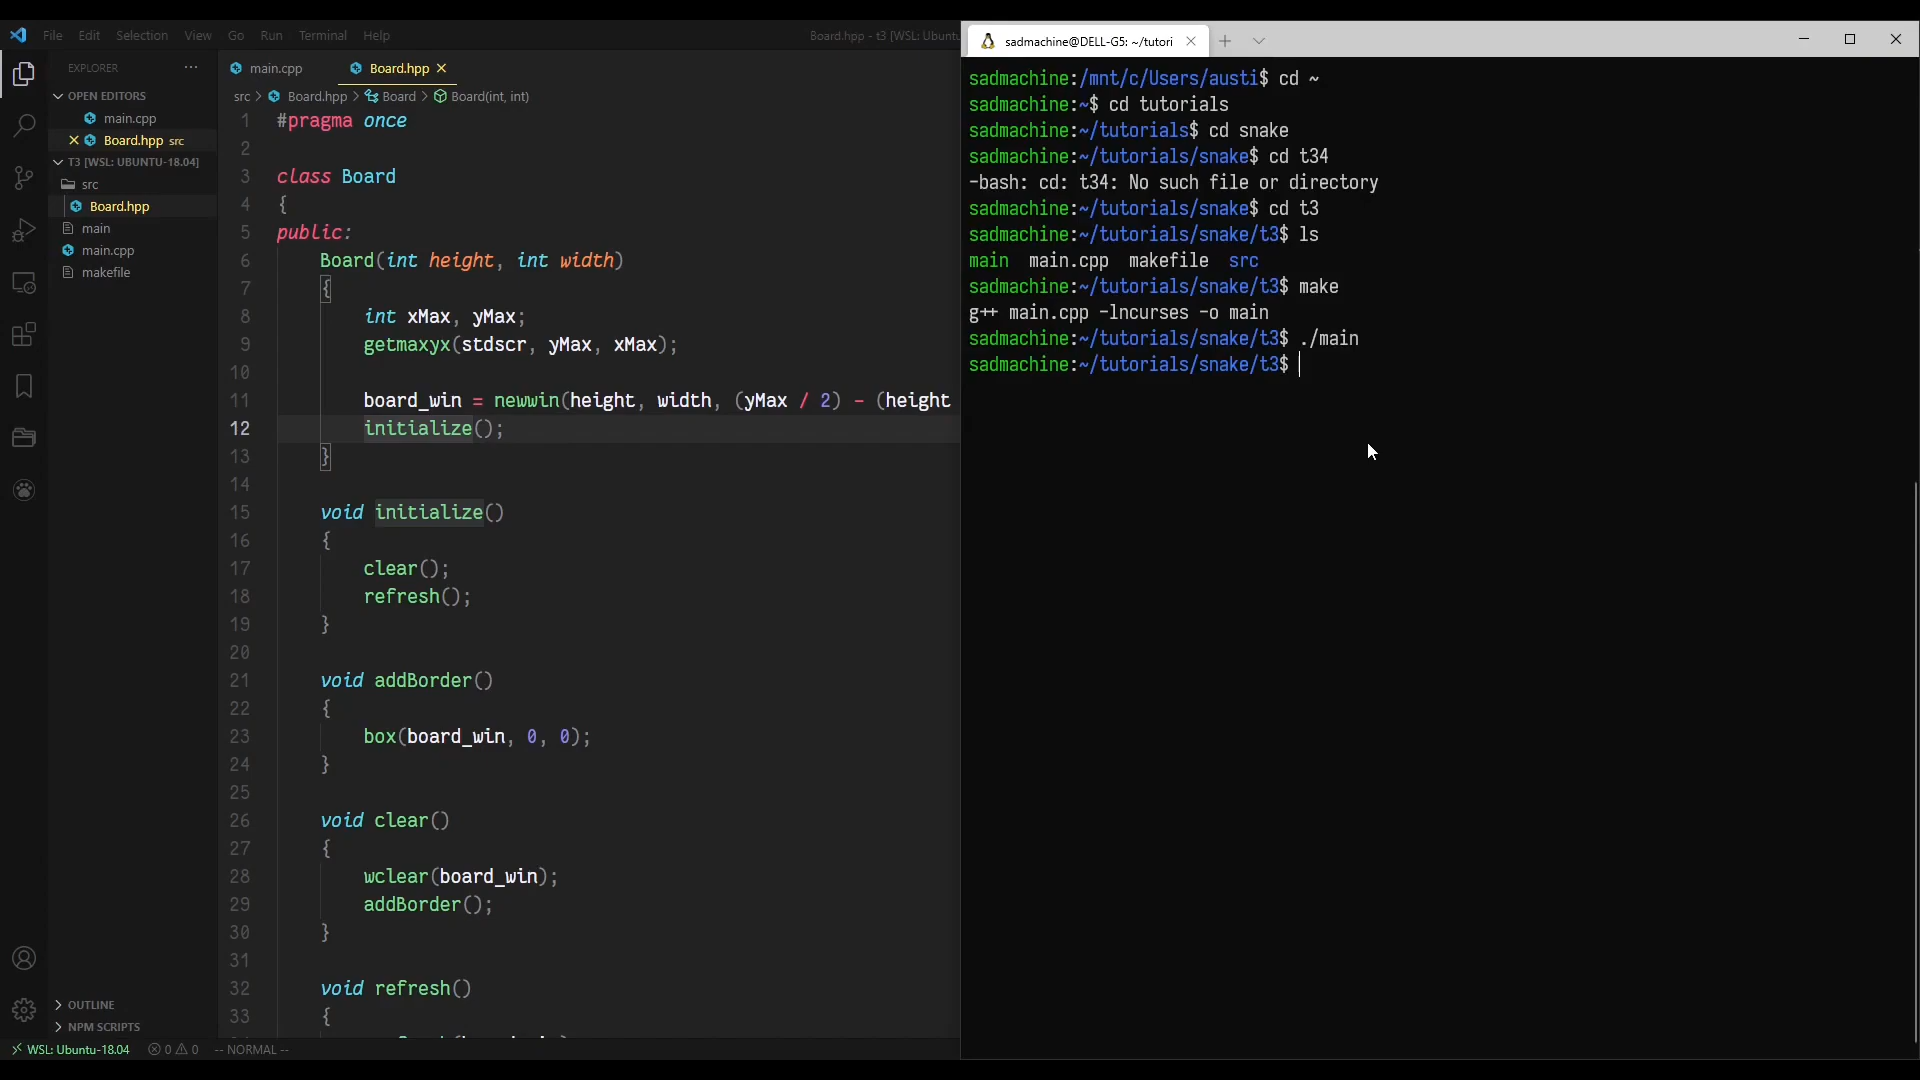 File Edit Selection View Go Run Terminal Help
Board.hpp - t3 [WSL: Ubuntu-
EXPLORER
OPEN EDITORS
main.cpp
Board.hpp src
T3 [WSL: UBUNTU-18.04]
src
Board.hpp
main
main.cpp
makefile
OUTLINE
NPM SCRIPTS
main.cpp Board.hpp
src > Board.hpp > Board > Board(int, int)
1 #pragma once
2
3 class Board
4 {
5 public:
6 Board(int height, int width)
7 {
8 int xMax, yMax;
9 getmaxyx(stdscr, yMax, xMax);
10
11 board_win = newwin(height, width, (yMax / 2) - (height
12 initialize();
13 }
14
15 void initialize()
16 {
17 clear();
18 refresh();
19 }
20
21 void addBorder()
22 {
23 box(board_win, 0, 0);
24 }
25
26 void clear()
27 {
28 wclear(board_win);
29 addBorder();
30 }
31
32 void refresh()
33 {
WSL: Ubuntu-18.04 0 0 -- NORMAL --
sadmachine@DELL-G5: ~/tutori
sadmachine:/mnt/c/Users/austi$ cd ~
sadmachine:~$ cd tutorials
sadmachine:~/tutorials$ cd snake
sadmachine:~/tutorials/snake$ cd t34
-bash: cd: t34: No such file or directory
sadmachine:~/tutorials/snake$ cd t3
sadmachine:~/tutorials/snake/t3$ ls
main main.cpp makefile src
sadmachine:~/tutorials/snake/t3$ make
g++ main.cpp -lncurses -o main
sadmachine:~/tutorials/snake/t3$ ./main
sadmachine:~/tutorials/snake/t3$